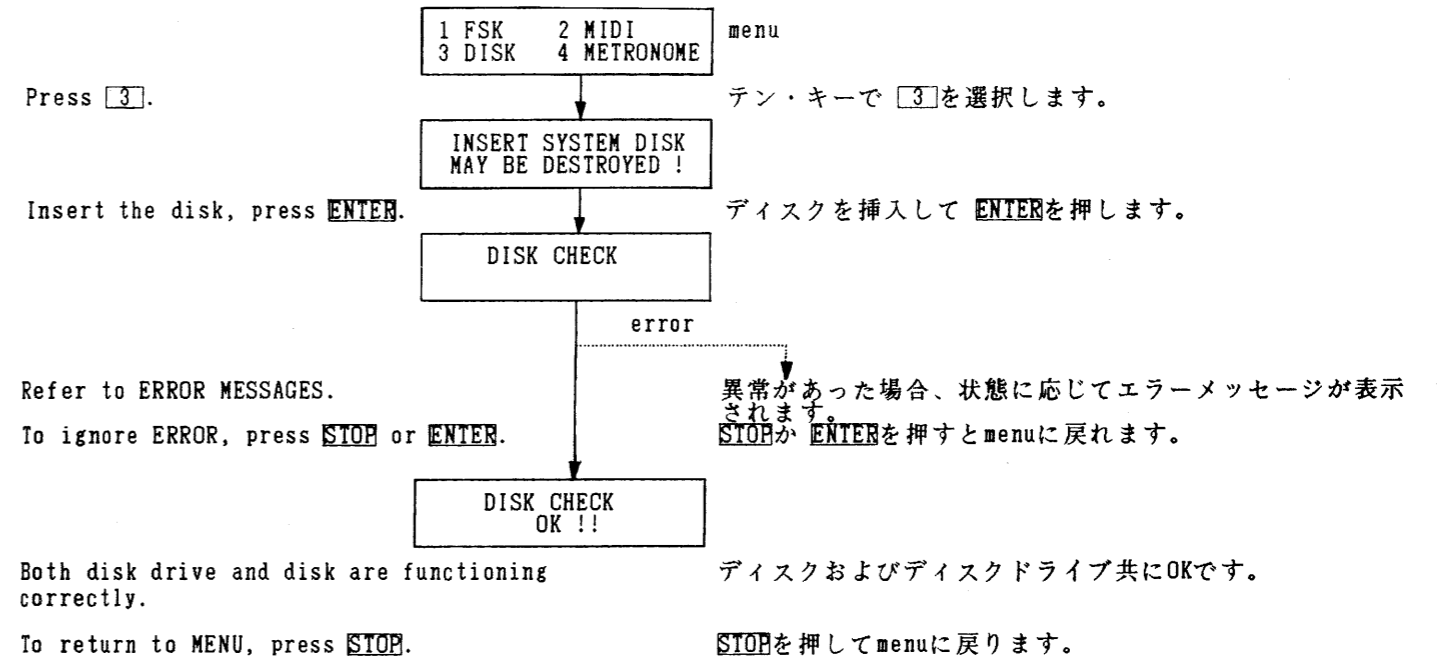 1 FSK 2 MIDI
3 DISK 4 METRONOME
menu
Press 3.
テン・キーで 3を選択します。
INSERT SYSTEM DISK
MAY BE DESTROYED !
Insert the disk, press ENTER.
ディスクを挿入して ENTERを押します。
DISK CHECK
error
Refer to ERROR MESSAGES.
異常があった場合、状態に応じてエラーメッセージが表示
されます。
To ignore ERROR, press STOP or ENTER.
STOPか ENTERを押すとmenuに戻れます。
DISK CHECK
OK !!
Both disk drive and disk are functioning
correctly.
ディスクおよびディスクドライブ共にOKです。
To return to MENU, press STOP.
STOPを押してmenuに戻ります。